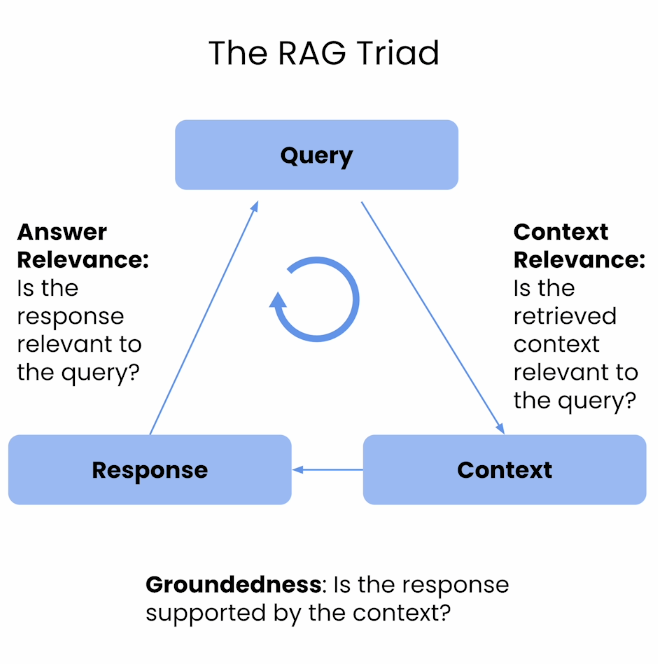 The RAG Triad
Query
Answer
Relevance:
Is the
response
relevant to
the query?
Context
Relevance:
Is the
retrieved
context
relevant to
the query?
Response
Context
Groundedness: Is the response
supported by the context?